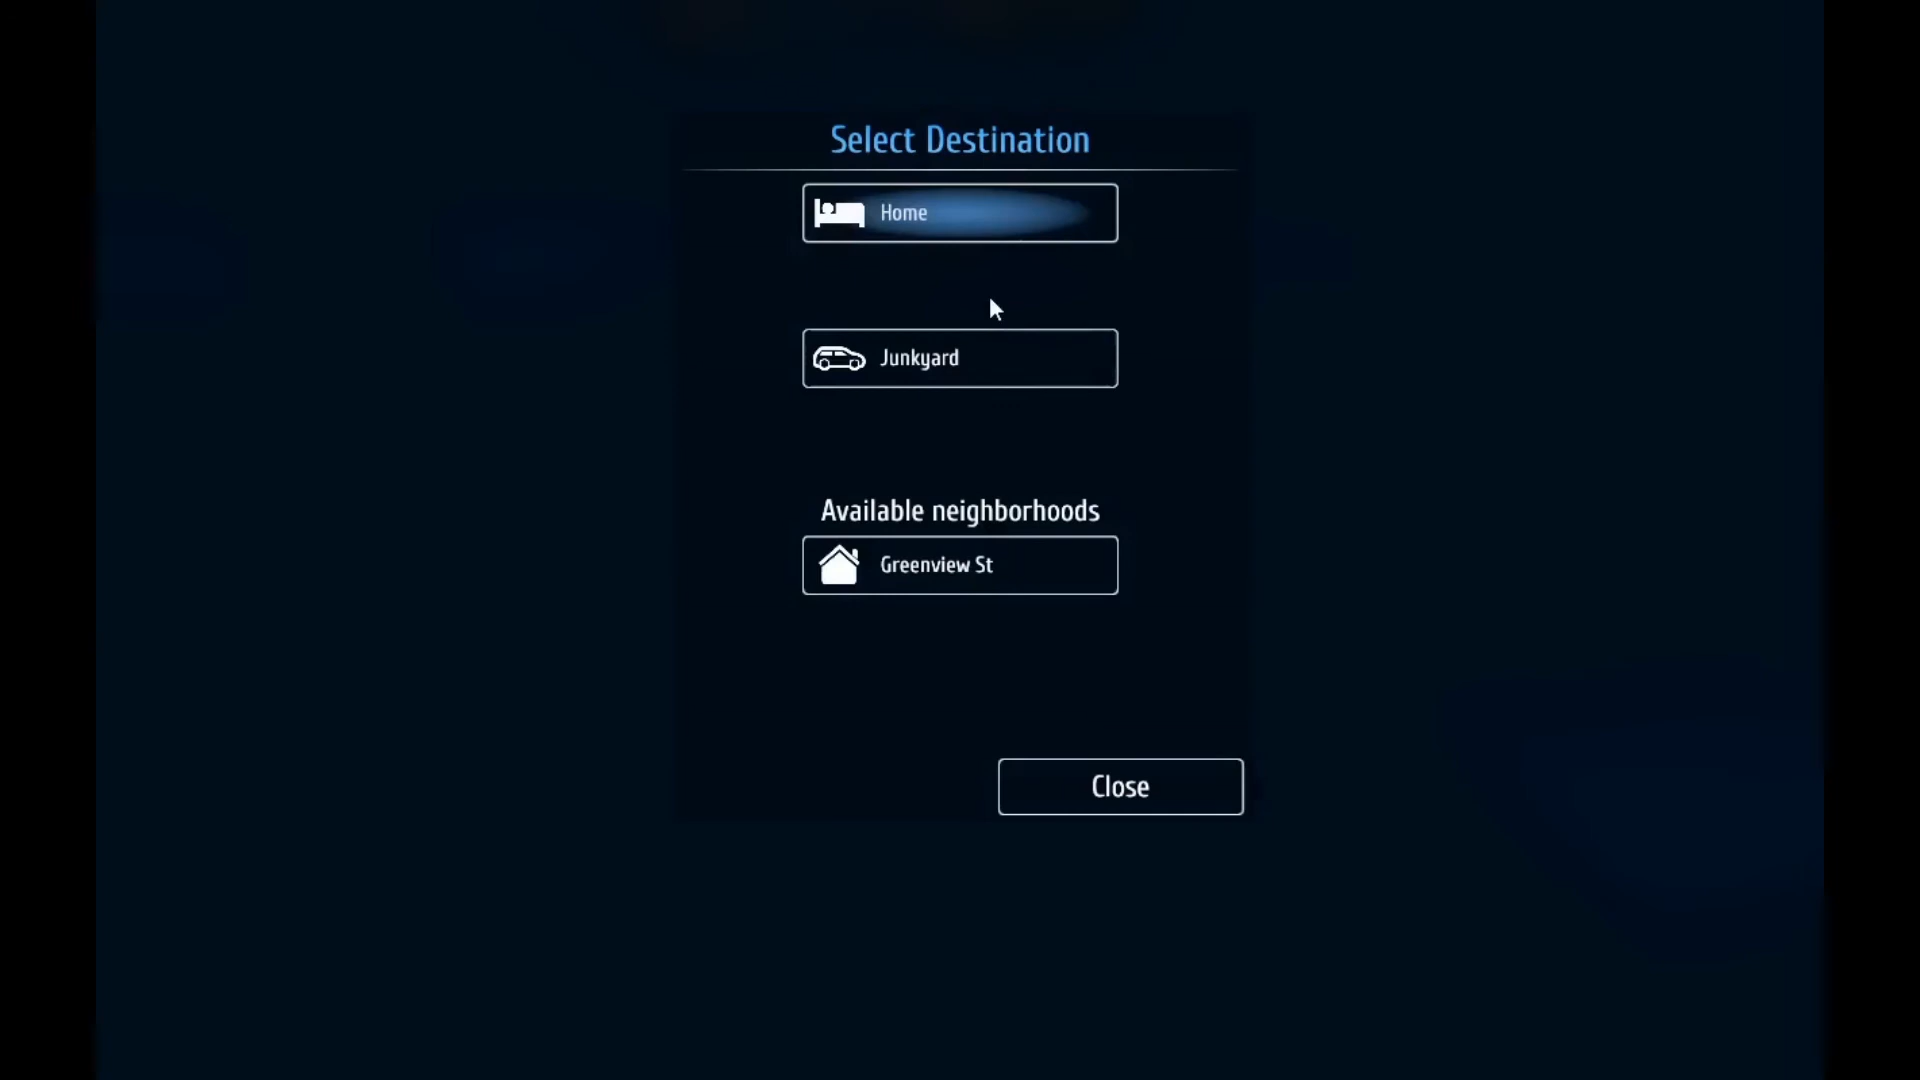 Select Destination
Home
Junkyard
Available neighborhoods
Greenview St
Close